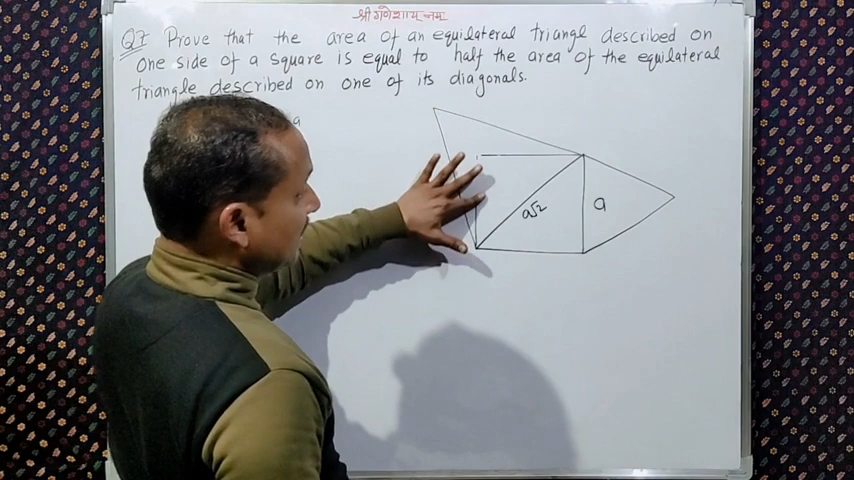 श्री गणेशाय नमः
Q7 Prove that the area of an equilateral triangl described on
one side of a square is equal to half the area of the equilateral
triangle described on one of its diagonals.
a
a√2
a